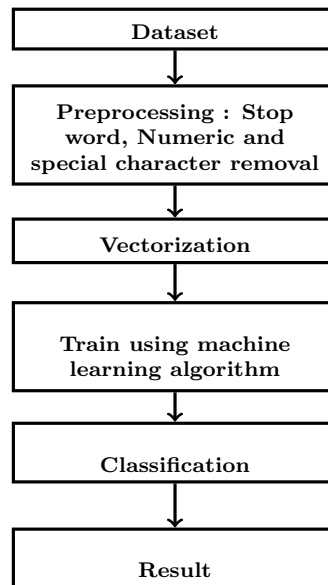 Dataset
Preprocessing : Stop
word, Numeric and
special character removal
Vectorization
Train using machine
learning algorithm
Classification
Result